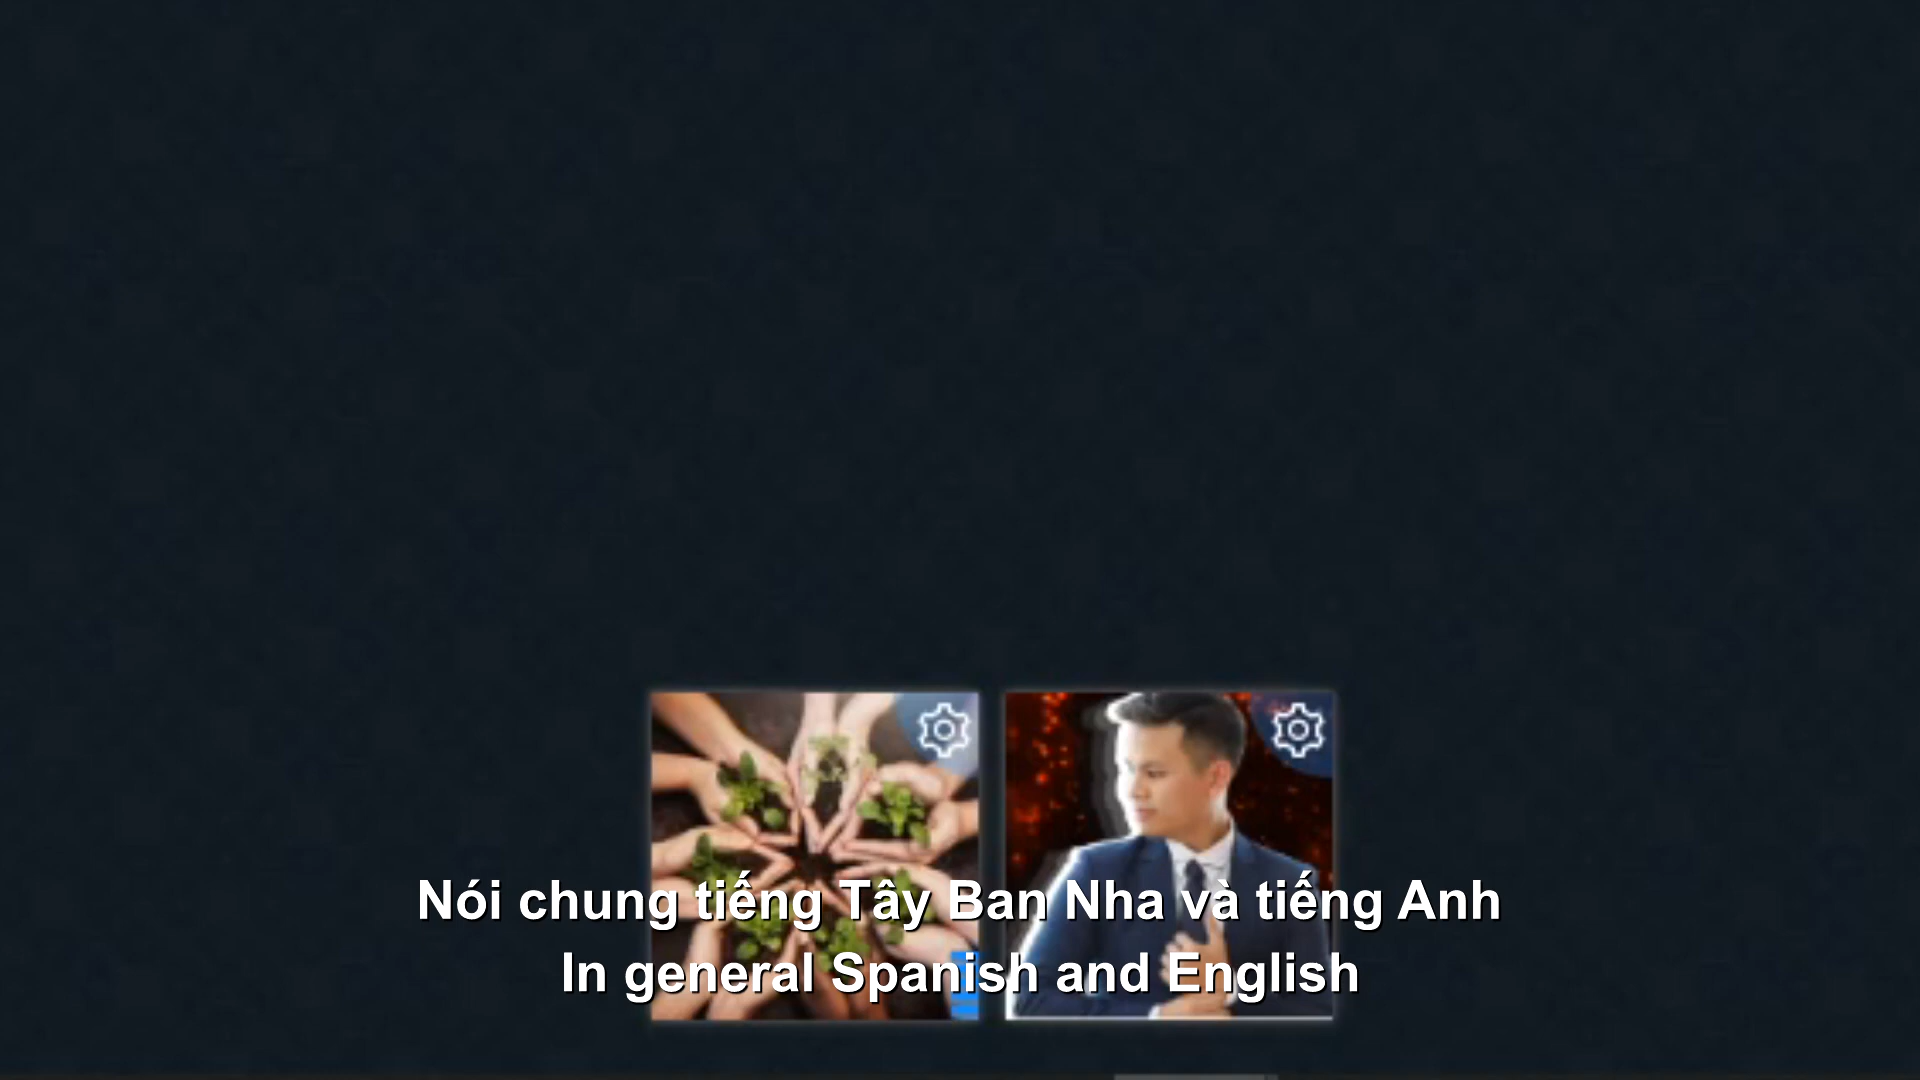 Nói chung tiếng Tây Ban Nha và tiếng Anh
In general Spanish and English